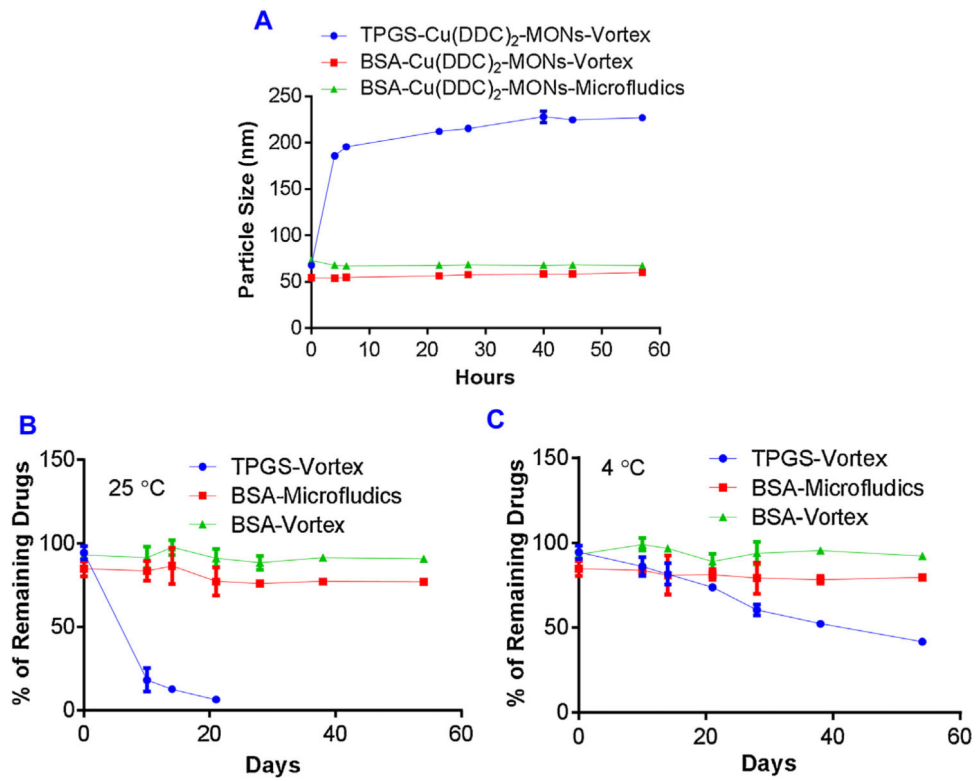 A
TPGS-Cu(DDC)2-MONs-Vortex
BSA-Cu(DDC)2-MONs-Vortex
BSA-Cu(DDC)2-MONs-Microfludics
250
200
150
100
50
0
Particle Size (nm)
0 10 20 30 40 50 60
Hours
B
150
100
50
0
% of Remaining Drugs
25 °C
TPGS-Vortex
BSA-Microfludics
BSA-Vortex
0 20 40 60
Days
C
150
100
50
0
% of Remaining Drugs
4 °C
TPGS-Vortex
BSA-Microfludics
BSA-Vortex
0 20 40 60
Days